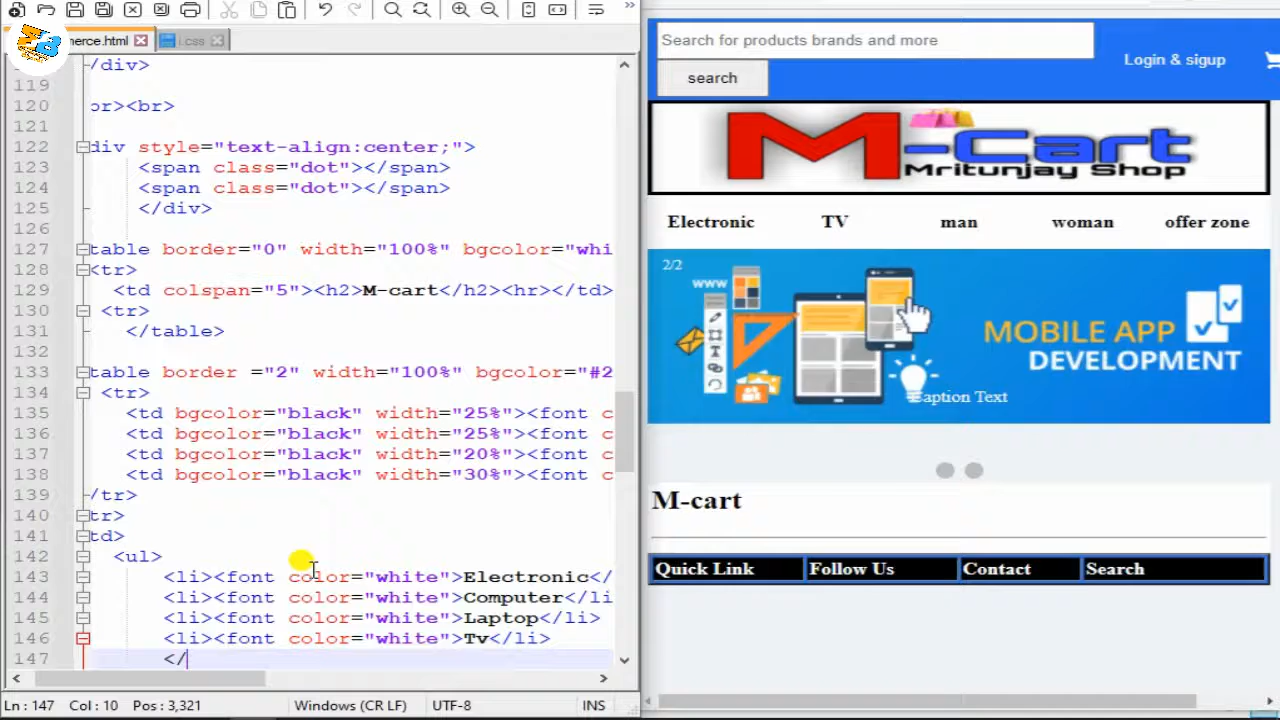 merce.html
i.css
/div>
119
120 or><br>
121
122 div style="text-align:center;">
123 <span class="dot"></span>
124 <span class="dot"></span>
125 </div>
126
127 table border="0" width="100%" bgcolor="whi
128 <tr>
129 <td colspan="5"><h2>M-cart</h2><hr></td>
130 <tr>
131 </table>
132
133 table border ="2" width="100%" bgcolor="#2
134 <tr>
135 <td bgcolor="black" width="25%"><font c
136 <td bgcolor="black" width="25%"><font c
137 <td bgcolor="black" width="20%"><font c
138 <td bgcolor="black" width="30%"><font c
139 /tr>
140 tr>
141 td>
142 <ul>
143 <li><font color="white">Electronic</
144 <li><font color="white">Computer</li
145 <li><font color="white">Laptop</li>
146 <li><font color="white">Tv</li>
147 </
Ln : 147 Col : 10 Pos : 3,321 Windows (CR LF) UTF-8 INS
Search for products brands and more
search
Login & sigup
M-Cart
Mritunjay Shop
Electronic TV man woman offer zone
2/2
www
MOBILE APP
DEVELOPMENT
Caption Text
M-cart
Quick Link Follow Us Contact Search